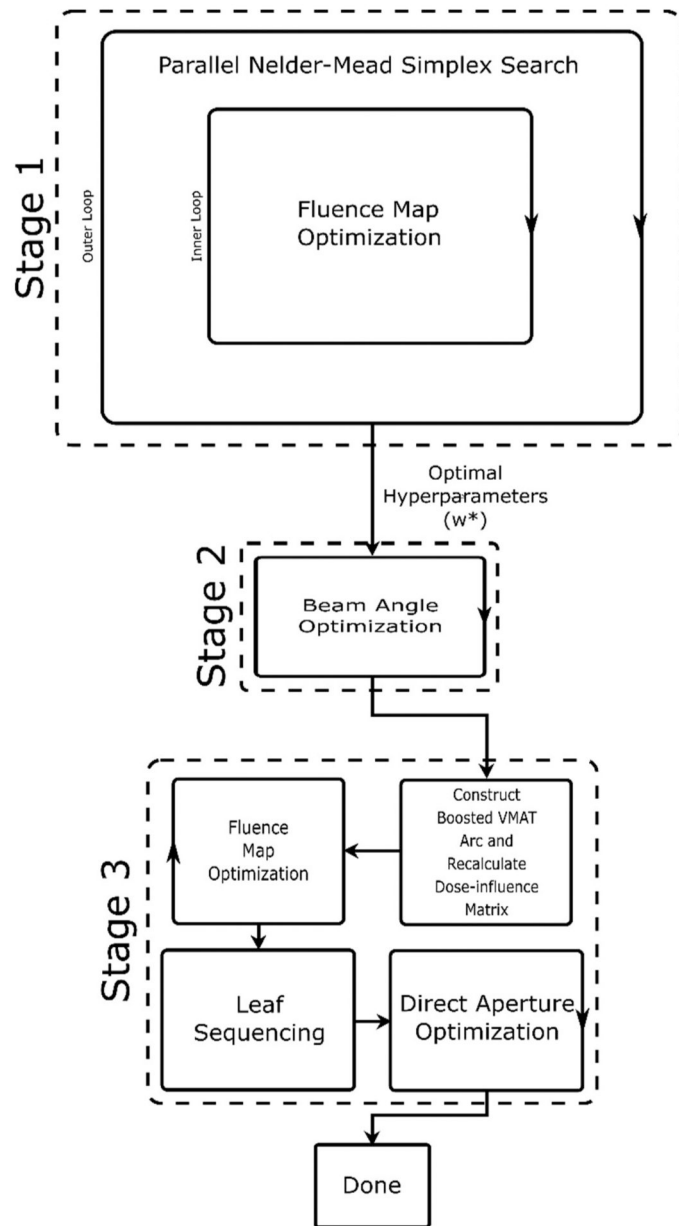 Stage 1
Parallel Nelder-Mead Simplex Search
Outer Loop
Inner Loop
Fluence Map
Optimization
Optimal
Hyperparameters
(w*)
Stage 2
Beam Angle
Optimization
Stage 3
Fluence
Map
Optimization
Construct
Boosted VMAT
Arc and
Recalculate
Dose-influence
Matrix
Leaf
Sequencing
Direct Aperture
Optimization
Done